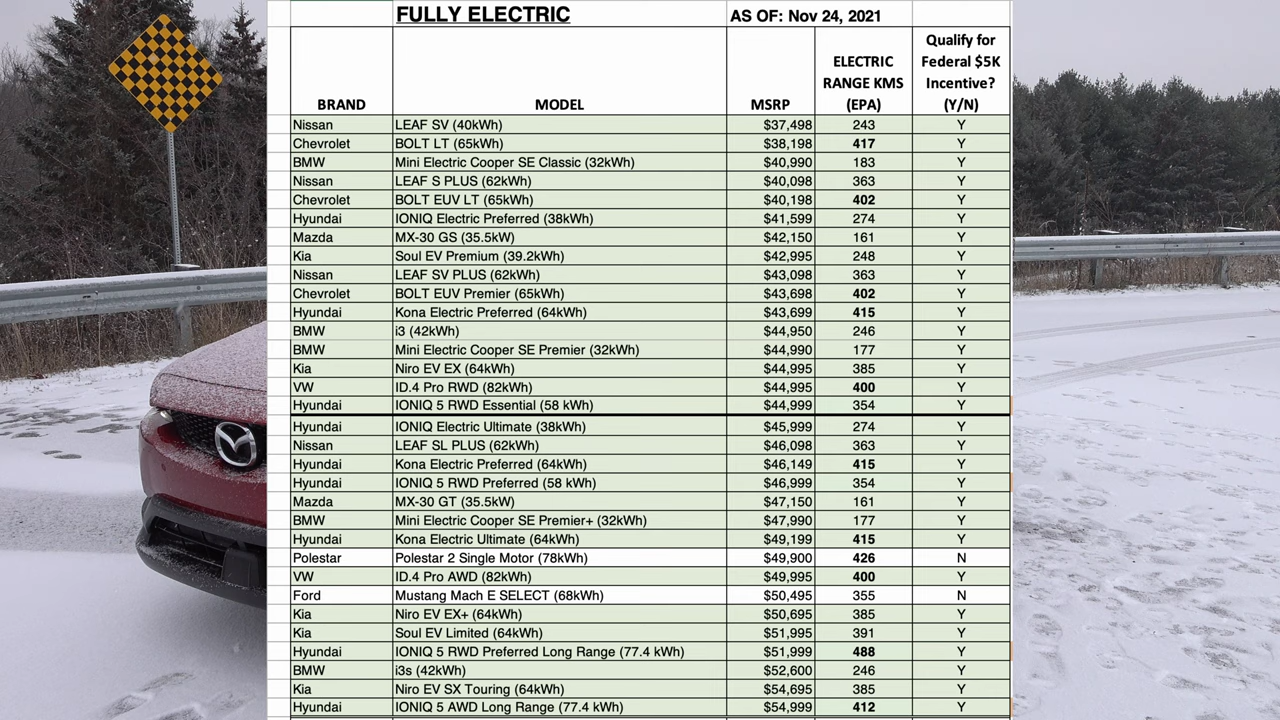 FULLY ELECTRIC AS OF: Nov 24, 2021
BRAND MODEL MSRP ELECTRIC RANGE KMS (EPA) Qualify for Federal $5K Incentive? (Y/N)
Nissan LEAF SV (40kWh) $37,498 243 Y
Chevrolet BOLT LT (65kWh) $38,198 417 Y
BMW Mini Electric Cooper SE Classic (32kWh) $40,990 183 Y
Nissan LEAF S PLUS (62kWh) $40,098 363 Y
Chevrolet BOLT EUV LT (65kWh) $40,198 402 Y
Hyundai IONIQ Electric Preferred (38kWh) $41,599 274 Y
Mazda MX-30 GS (35.5kW) $42,150 161 Y
Kia Soul EV Premium (39.2kWh) $42,995 248 Y
Nissan LEAF SV PLUS (62kWh) $43,098 363 Y
Chevrolet BOLT EUV Premier (65kWh) $43,698 402 Y
Hyundai Kona Electric Preferred (64kWh) $43,699 415 Y
BMW i3 (42kWh) $44,950 246 Y
BMW Mini Electric Cooper SE Premier (32kWh) $44,990 177 Y
Kia Niro EV EX (64kWh) $44,995 385 Y
VW ID.4 Pro RWD (82kWh) $44,995 400 Y
Hyundai IONIQ 5 RWD Essential (58 kWh) $44,999 354 Y
Hyundai IONIQ Electric Ultimate (38kWh) $45,999 274 Y
Nissan LEAF SL PLUS (62kWh) $46,098 363 Y
Hyundai Kona Electric Preferred (64kWh) $46,149 415 Y
Hyundai IONIQ 5 RWD Preferred (58 kWh) $46,999 354 Y
Mazda MX-30 GT (35.5kW) $47,150 161 Y
BMW Mini Electric Cooper SE Premier+ (32kWh) $47,990 177 Y
Hyundai Kona Electric Ultimate (64kWh) $49,199 415 Y
Polestar Polestar 2 Single Motor (78kWh) $49,900 426 N
VW ID.4 Pro AWD (82kWh) $49,995 400 Y
Ford Mustang Mach E SELECT (68kWh) $50,495 355 N
Kia Niro EV EX+ (64kWh) $50,695 385 Y
Kia Soul EV Limited (64kWh) $51,995 391 Y
Hyundai IONIQ 5 RWD Preferred Long Range (77.4 kWh) $51,999 488 Y
BMW i3s (42kWh) $52,600 246 Y
Kia Niro EV SX Touring (64kWh) $54,695 385 Y
Hyundai IONIQ 5 AWD Long Range (77.4 kWh) $54,999 412 Y